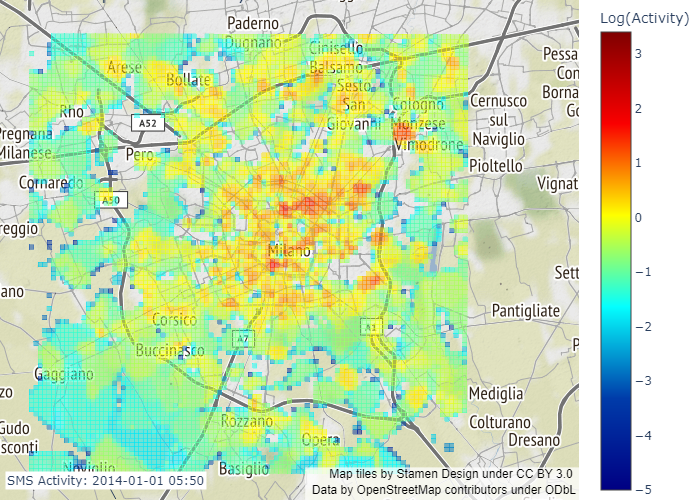 Log(Activity)
Paderno
Dugnano
Cinisello
Balsamo
Arese
Bollate
Sesto
San
Giovanni
Cologno
Monzese
Vimodrone
Cernusco
sul
Naviglio
Pioltello
Pessa
Borna
Rho
A52
Pero
Pregnana
Milanese
Cornaredo
A50
Vignat
reggio
Milano
Sett
ano
Pantigliate
Corsico
A7
A1
Buccinasco
Gaggiano
zo
Mediglia
Rozzano
Colturano
Dresano
Gudo
sconti
Opera
Noviglio
Basiglio
SMS Activity: 2014-01-01 05:50
Map tiles by Stamen Design under CC BY 3.0
Data by OpenStreetMap contributors under ODbL
3
2
1
0
−1
−2
−3
−4
−5